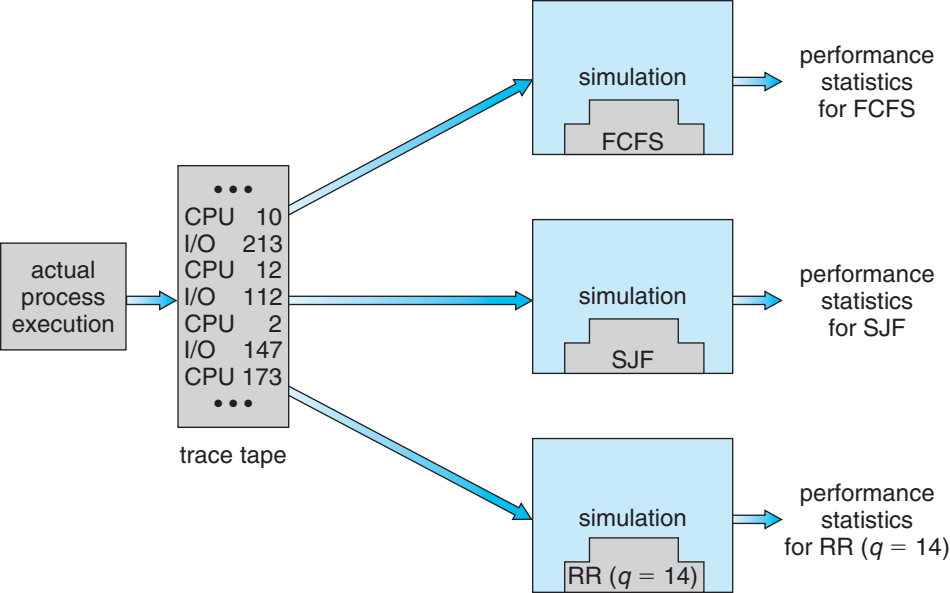 actual
process
execution
• • •
CPU 10
I/O 213
CPU 12
I/O 112
CPU 2
I/O 147
CPU 173
• • •
trace tape
simulation
FCFS
performance
statistics
for FCFS
simulation
SJF
performance
statistics
for SJF
simulation
RR (q = 14)
performance
statistics
for RR (q = 14)